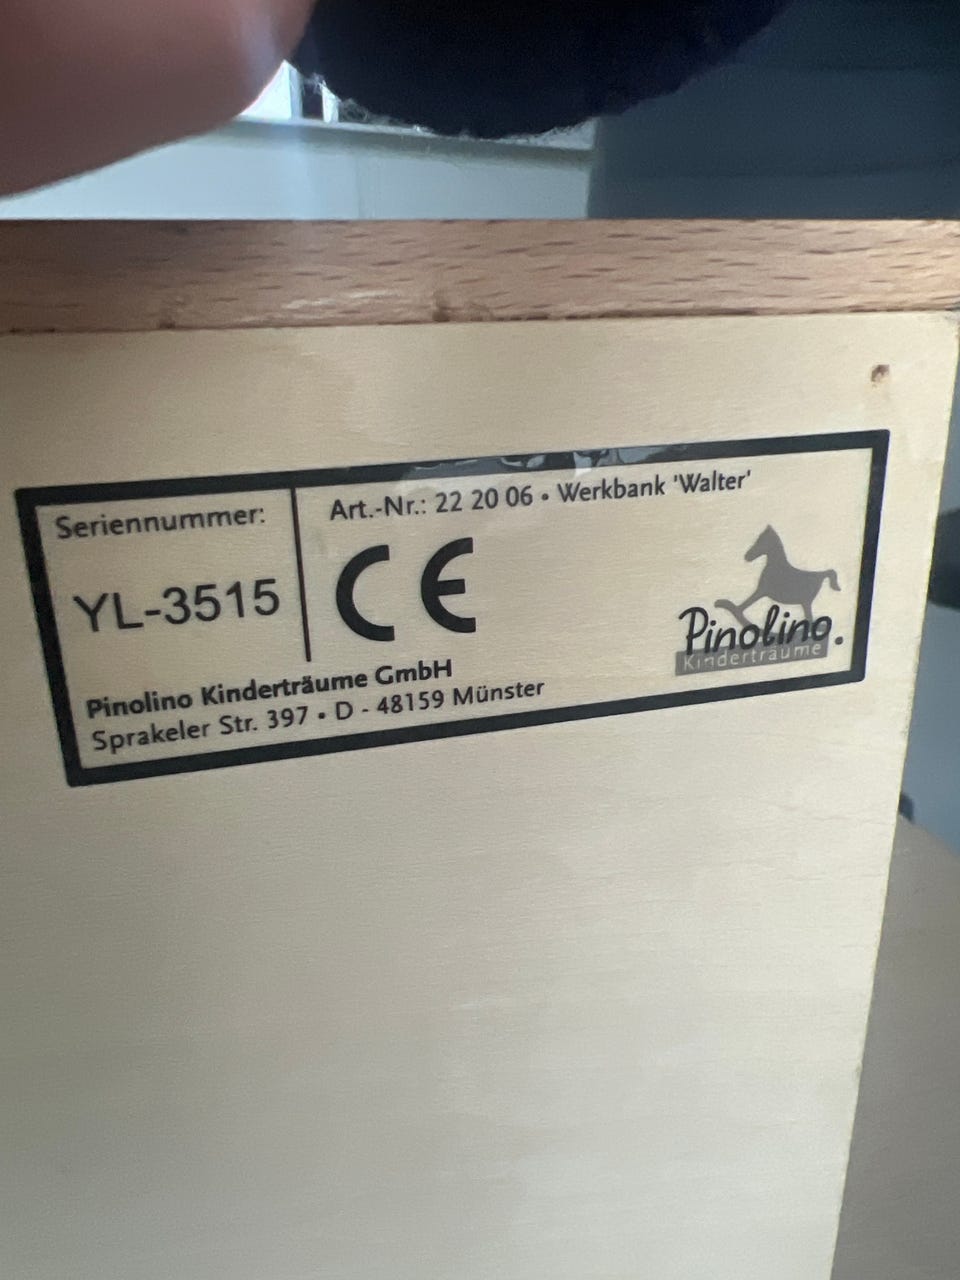 Seriennummer:
YL-3515
Art.-Nr.: 22 20 06 • Werkbank 'Walter'
CE
Pinolino.
Kinderträume
Pinolino Kinderträume GmbH
Sprakeler Str. 397 • D - 48159 Münster